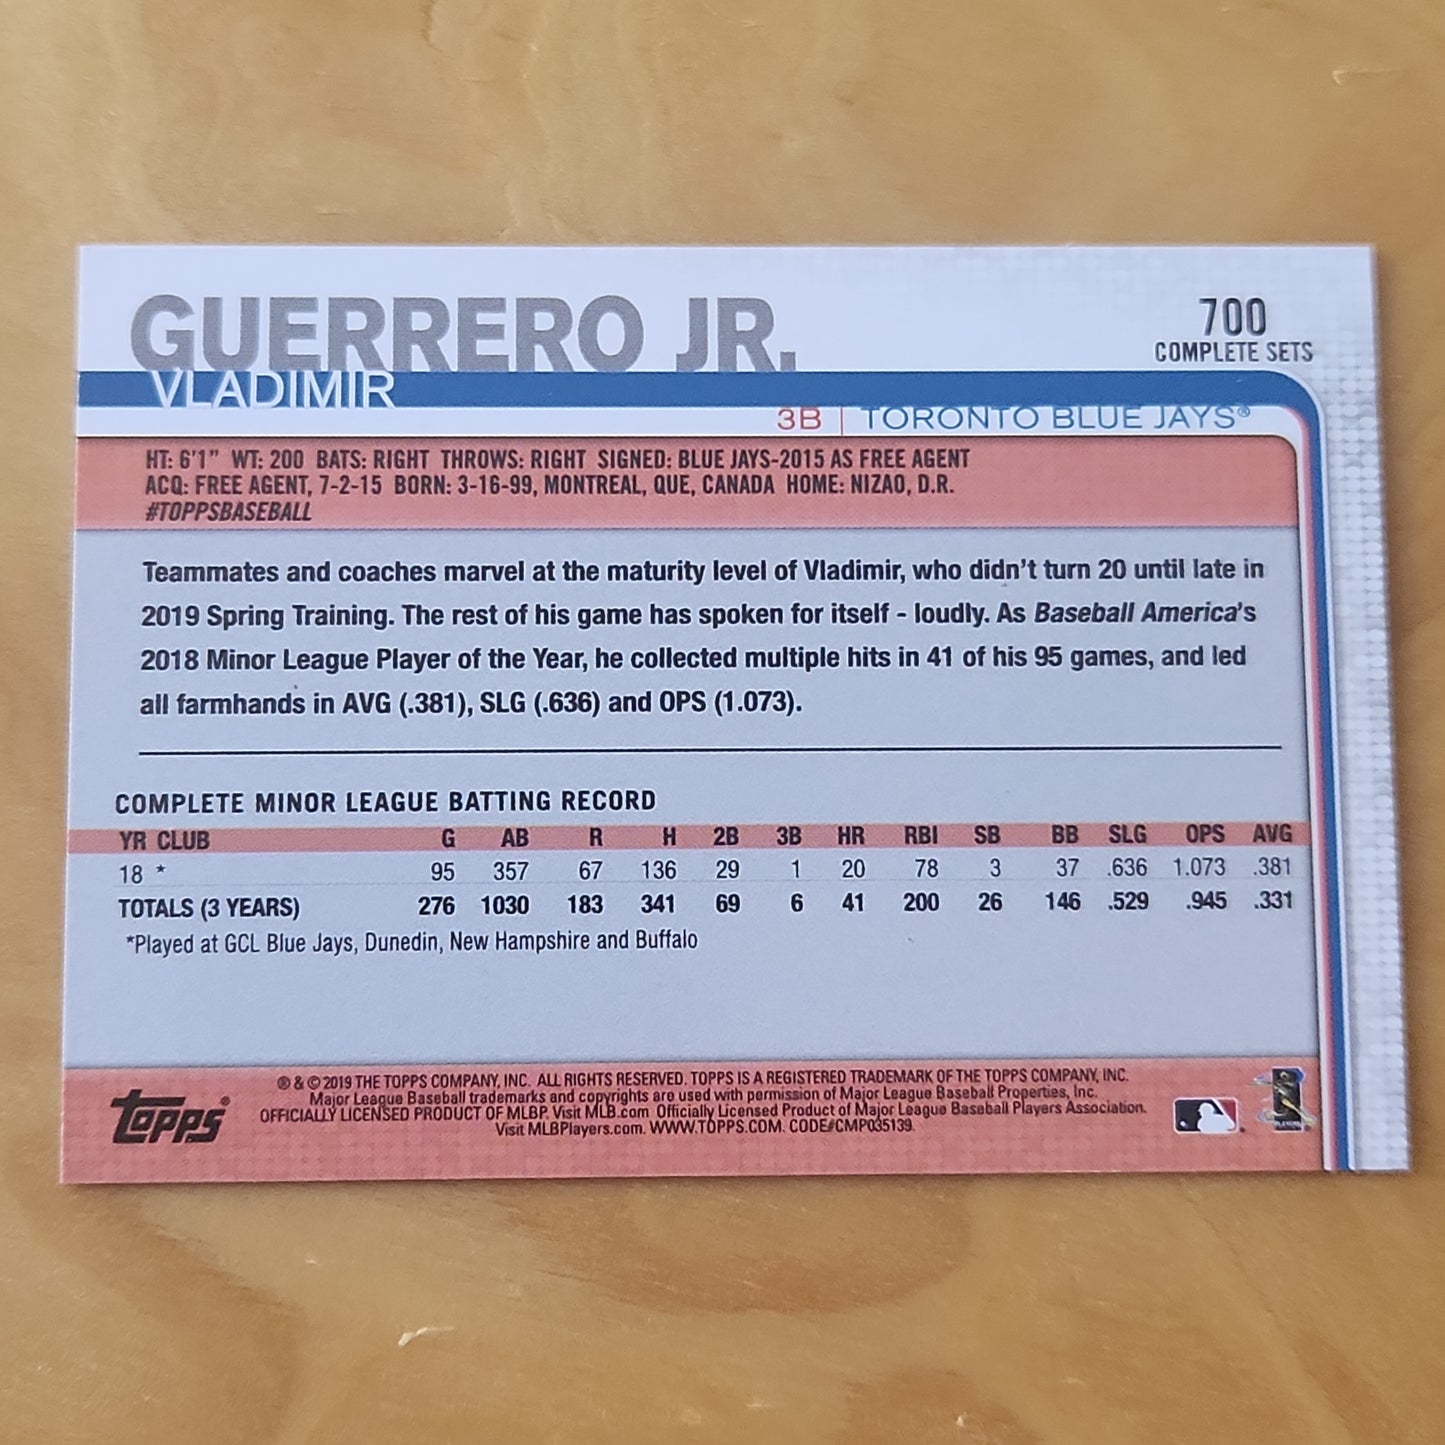 GUERRERO JR.
700
COMPLETE SETS
VLADIMIR
3B | TORONTO BLUE JAYS®
HT: 6'1" WT: 200 BATS: RIGHT THROWS: RIGHT SIGNED: BLUE JAYS-2015 AS FREE AGENT
ACQ: FREE AGENT, 7-2-15 BORN: 3-16-99, MONTREAL, QUE, CANADA HOME: NIZAO, D.R.
#TOPPSBASEBALL
Teammates and coaches marvel at the maturity level of Vladimir, who didn't turn 20 until late in
2019 Spring Training. The rest of his game has spoken for itself - loudly. As Baseball America's
2018 Minor League Player of the Year, he collected multiple hits in 41 of his 95 games, and led
all farmhands in AVG (.381), SLG (.636) and OPS (1.073).
COMPLETE MINOR LEAGUE BATTING RECORD
YR CLUB G AB R H 2B 3B HR RBI SB BB SLG OPS AVG
18 * 95 357 67 136 29 1 20 78 3 37 .636 1.073 .381
TOTALS (3 YEARS) 276 1030 183 341 69 6 41 200 26 146 .529 .945 .331
*Played at GCL Blue Jays, Dunedin, New Hampshire and Buffalo
topps®
® & © 2019 THE TOPPS COMPANY, INC. ALL RIGHTS RESERVED. TOPPS IS A REGISTERED TRADEMARK OF THE TOPPS COMPANY, INC.
Major League Baseball trademarks and copyrights are used with permission of Major League Baseball Properties, Inc.
OFFICIALLY LICENSED PRODUCT OF MLBP. Visit MLB.com Officially Licensed Product of Major League Baseball Players Association.
Visit MLBPlayers.com. WWW.TOPPS.COM. CODE#CMP035139.